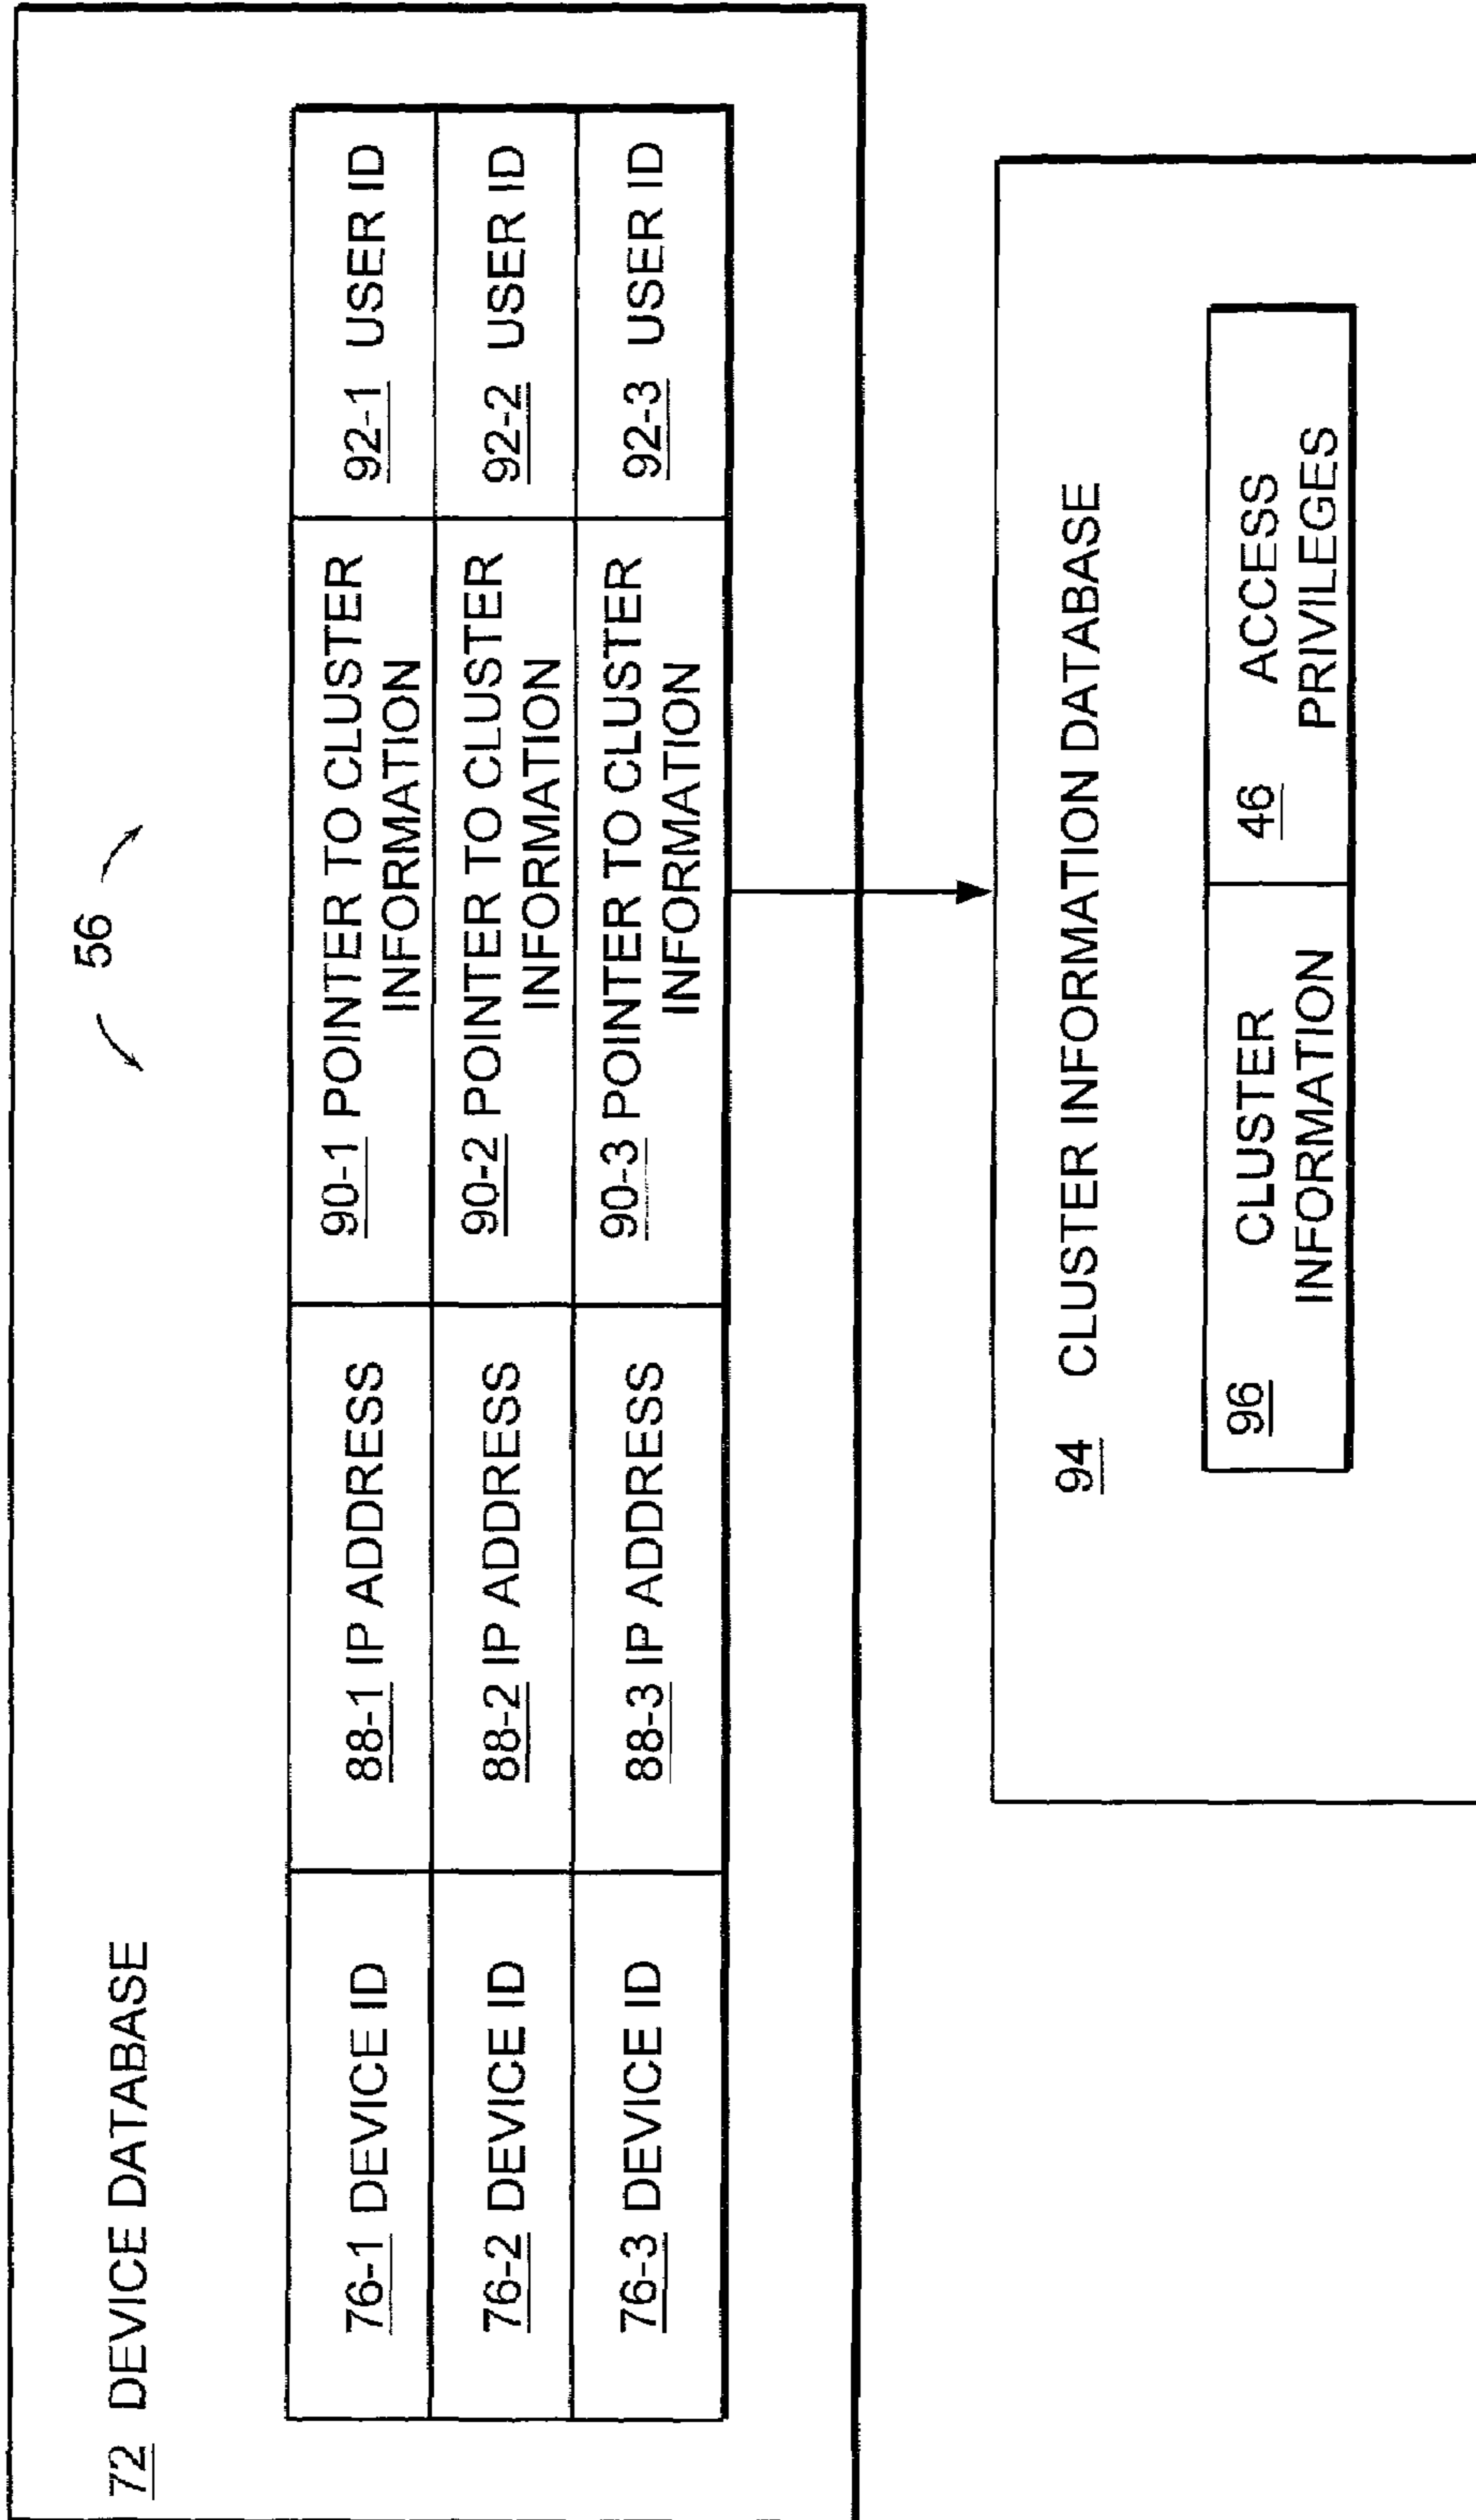 56
72 DEVICE DATABASE
76-1 DEVICE ID
88-1 IP ADDRESS
90-1 POINTER TO CLUSTER
INFORMATION
92-1 USER ID
76-2 DEVICE ID
88-2 IP ADDRESS
90-2 POINTER TO CLUSTER
INFORMATION
92-2 USER ID
76-3 DEVICE ID
88-3 IP ADDRESS
90-3 POINTER TO CLUSTER
INFORMATION
92-3 USER ID
94 CLUSTER INFORMATION DATABASE
96 CLUSTER
INFORMATION
46 ACCESS
PRIVILEGES